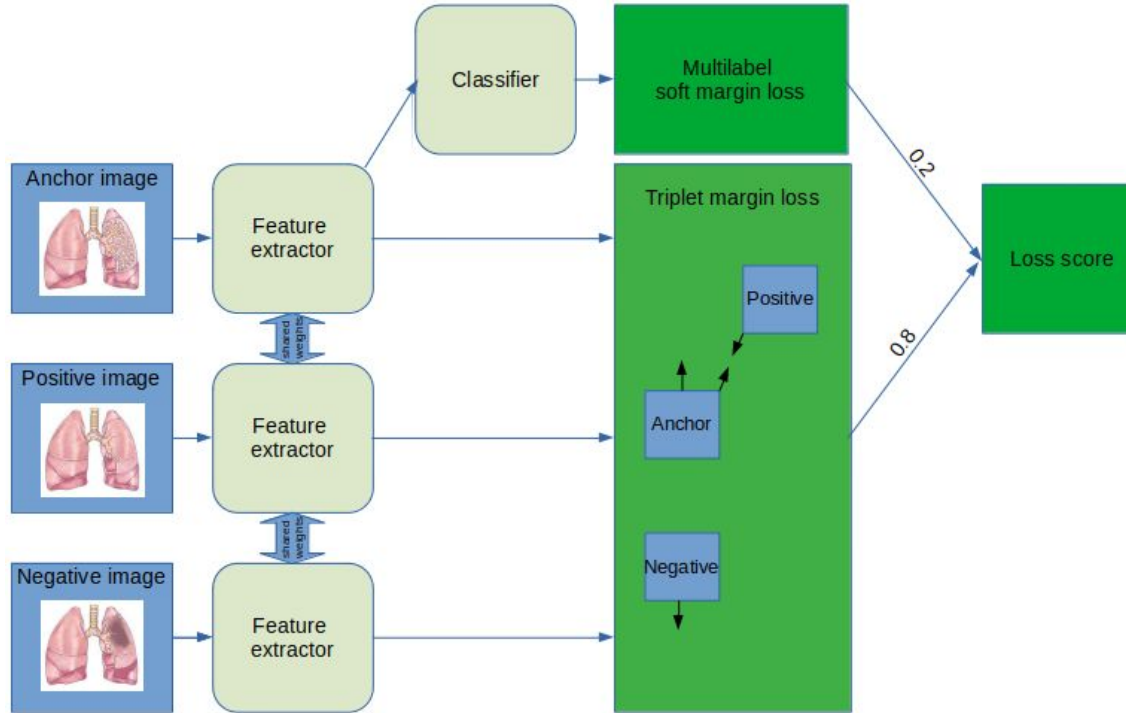 Classifier
Multilabel
soft margin loss
0.2
Anchor image
Feature
extractor
Triplet margin loss
Loss score
Positive
shared
weights
0.8
Positive image
Feature
extractor
Anchor
shared
weights
Negative image
Feature
extractor
Negative